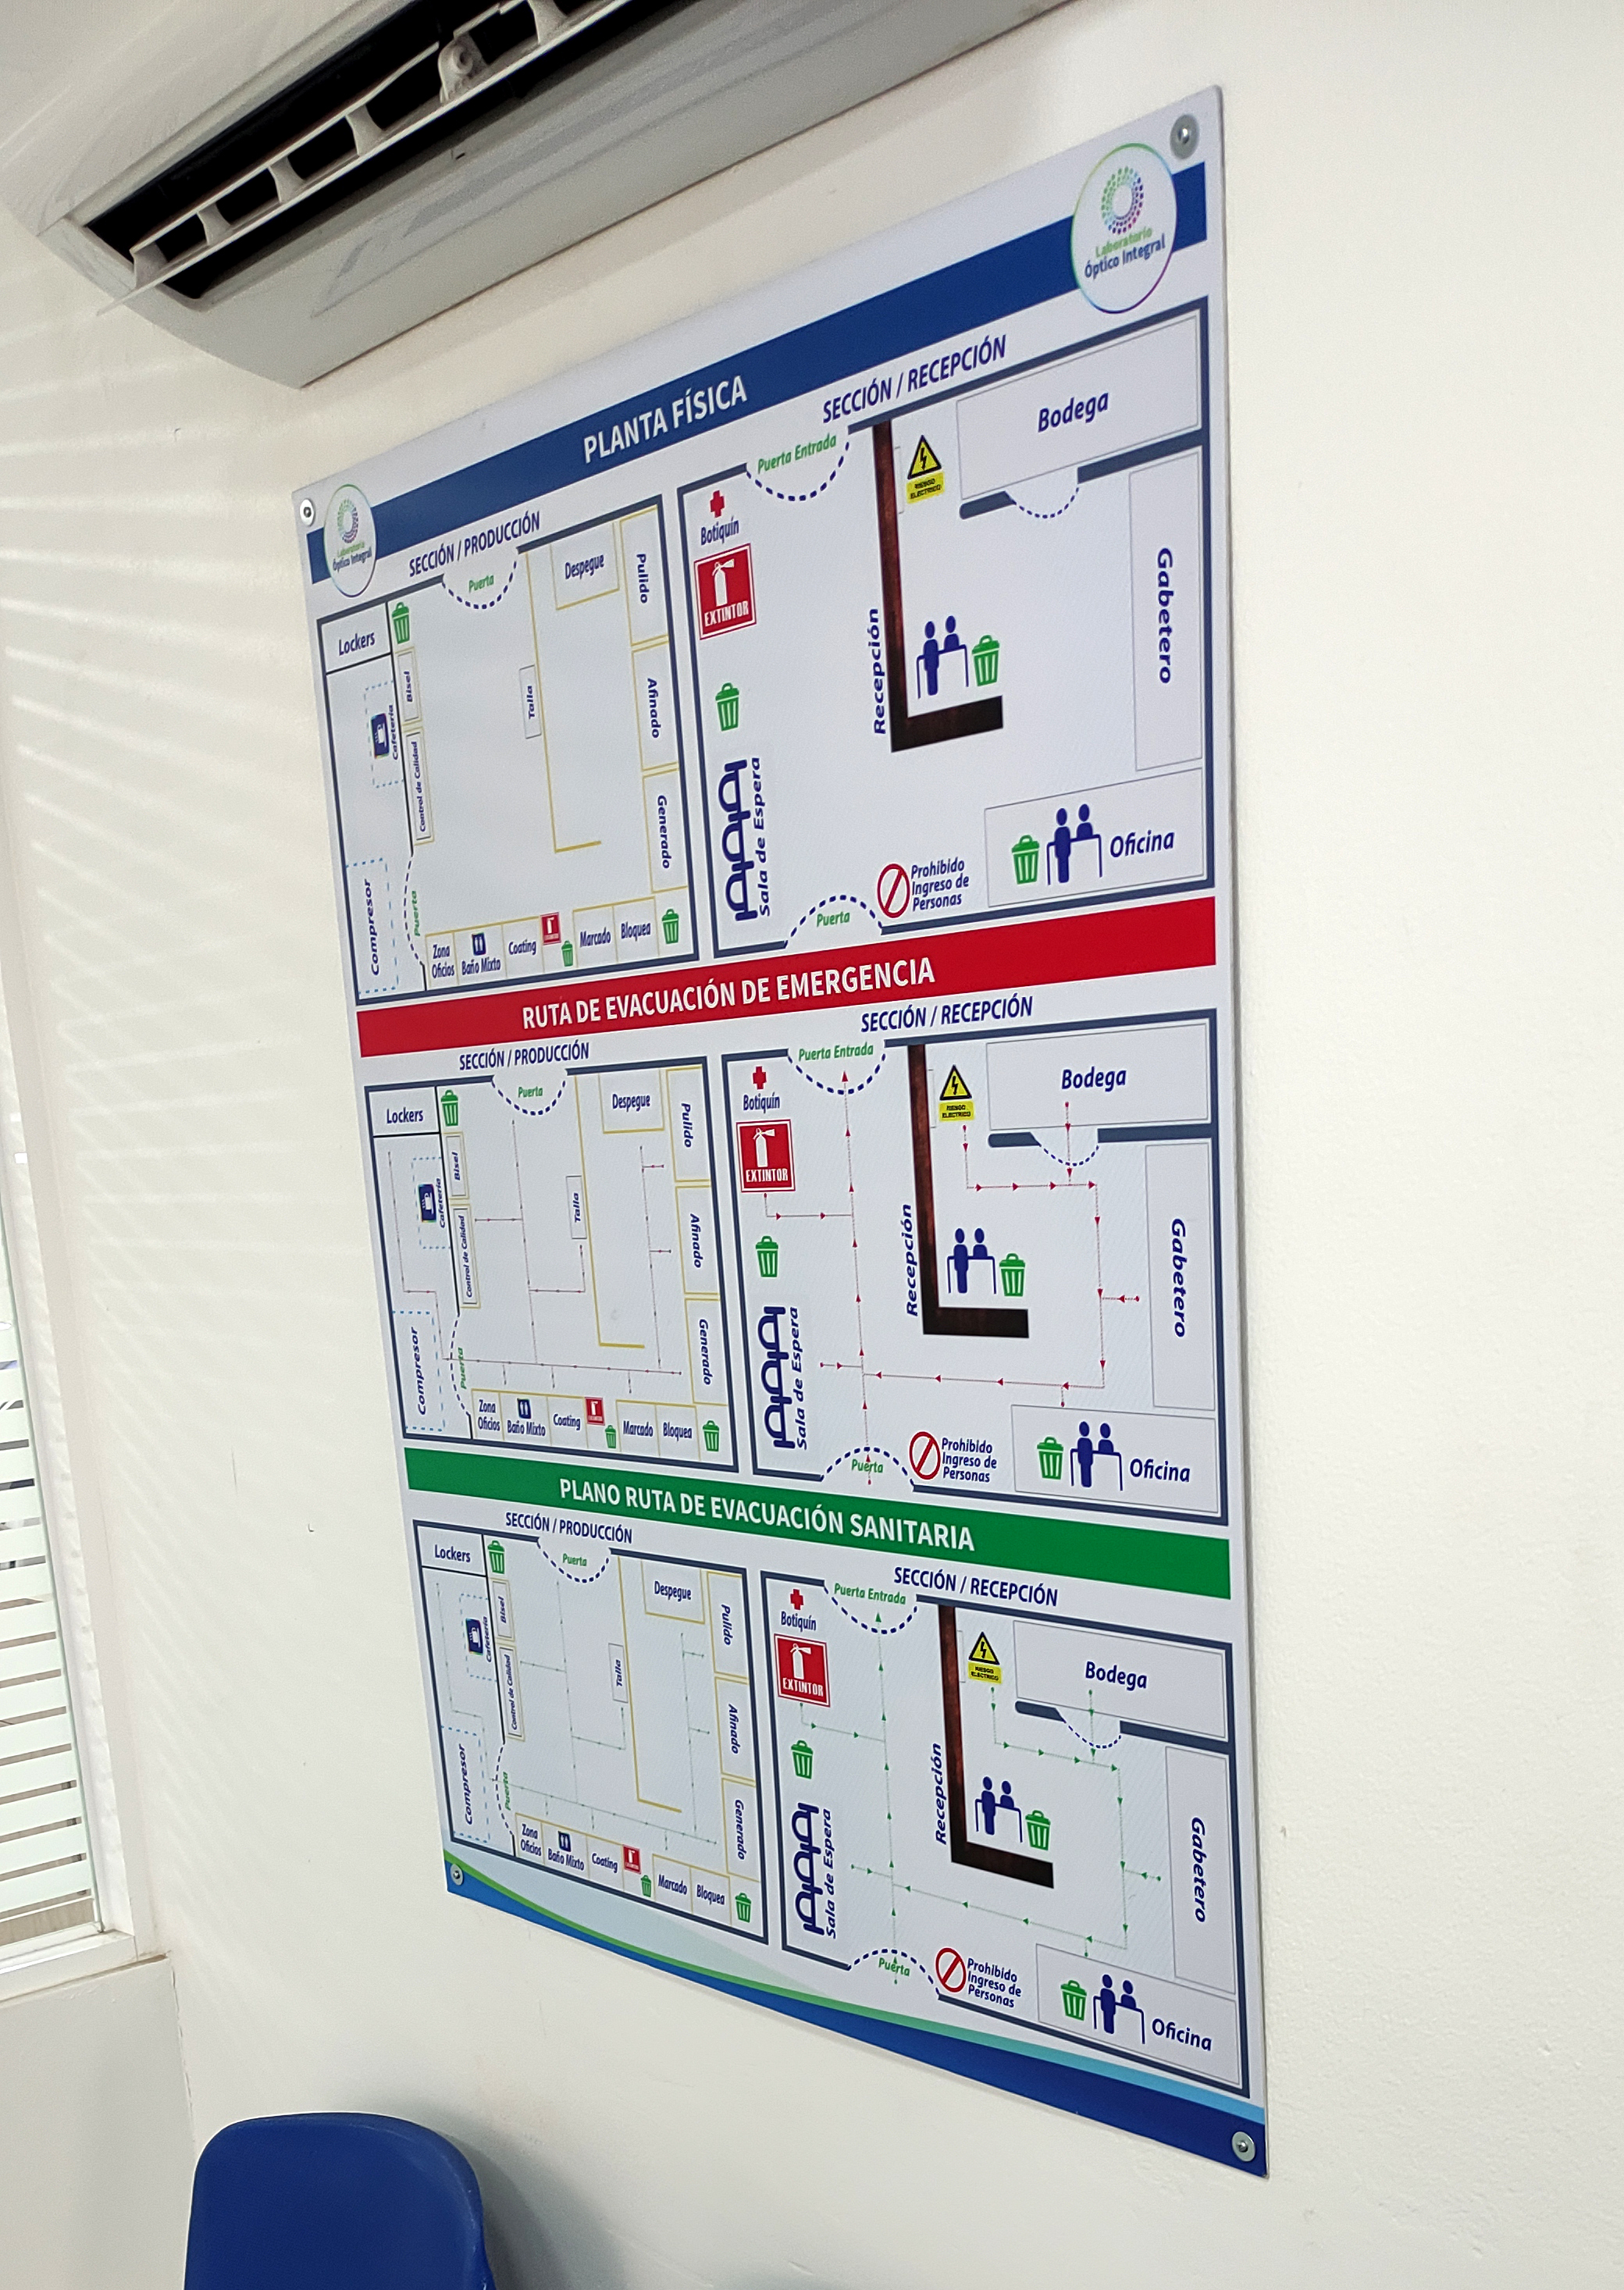 Laboratorio
Óptico Integral
PLANTA FÍSICA
Laboratorio
Óptico Integral
SECCIÓN / PRODUCCIÓN
Lockers
Puerta
Despegue
Pulido
Bisel
Cafetería
Talla
Afinado
Control de Calidad
Generado
Compresor
Puerta
Zona
Oficios
Baño Mixto
Coating
Marcado
Bloquea
SECCIÓN / RECEPCIÓN
Puerta Entrada
Botiquín
EXTINTOR
RIESGO
ELECTRICO
Bodega
Gabetero
Recepción
Sala de Espera
Oficina
Prohibido
Ingreso de
Personas
Puerta
RUTA DE EVACUACIÓN DE EMERGENCIA
SECCIÓN / PRODUCCIÓN
Lockers
Puerta
Despegue
Pulido
Bisel
Cafetería
Talla
Afinado
Control de Calidad
Generado
Compresor
Puerta
Zona
Oficios
Baño Mixto
Coating
Marcado
Bloquea
SECCIÓN / RECEPCIÓN
Puerta Entrada
Botiquín
EXTINTOR
RIESGO
ELECTRICO
Bodega
Gabetero
Recepción
Sala de Espera
Oficina
Prohibido
Ingreso de
Personas
Puerta
PLANO RUTA DE EVACUACIÓN SANITARIA
SECCIÓN / PRODUCCIÓN
Lockers
Puerta
Despegue
Pulido
Bisel
Cafetería
Talla
Afinado
Control de Calidad
Generado
Compresor
Puerta
Zona
Oficios
Baño Mixto
Coating
Marcado
Bloquea
SECCIÓN / RECEPCIÓN
Puerta Entrada
Botiquín
EXTINTOR
RIESGO
ELECTRICO
Bodega
Gabetero
Recepción
Sala de Espera
Oficina
Prohibido
Ingreso de
Personas
Puerta